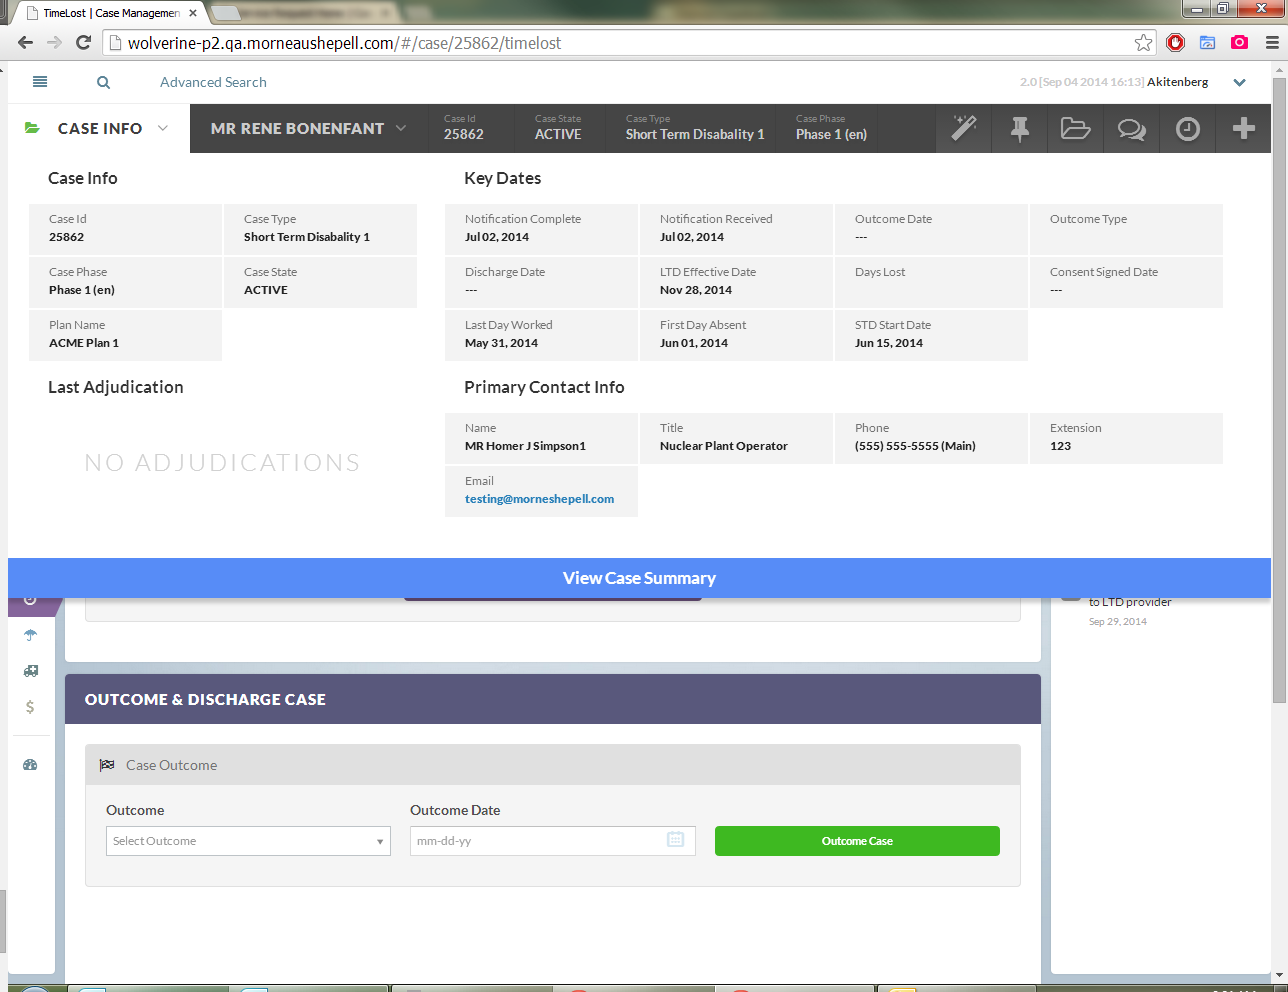 TimeLost | Case Management
wolverine-p2.qa.morneaushepell.com/#/case/25862/timelost
Advanced Search
2.0 [Sep 04 2014 16:13] Akitenberg
CASE INFO
MR RENE BONENFANT
Case Id
25862
Case State
ACTIVE
Case Type
Short Term Disabality 1
Case Phase
Phase 1 (en)
Case Info
Case Id
25862
Case Type
Short Term Disabality 1
Case Phase
Phase 1 (en)
Case State
ACTIVE
Plan Name
ACME Plan 1
Key Dates
Notification Complete
Jul 02, 2014
Notification Received
Jul 02, 2014
Outcome Date
---
Outcome Type
Discharge Date
---
LTD Effective Date
Nov 28, 2014
Days Lost
Consent Signed Date
---
Last Day Worked
May 31, 2014
First Day Absent
Jun 01, 2014
STD Start Date
Jun 15, 2014
Last Adjudication
NO ADJUDICATIONS
Primary Contact Info
Name
MR Homer J Simpson1
Title
Nuclear Plant Operator
Phone
(555) 555-5555 (Main)
Extension
123
Email
testing@morneshepell.com
View Case Summary
to LTD provider
Sep 29, 2014
OUTCOME & DISCHARGE CASE
Case Outcome
Outcome
Select Outcome
Outcome Date
mm-dd-yy
Outcome Case